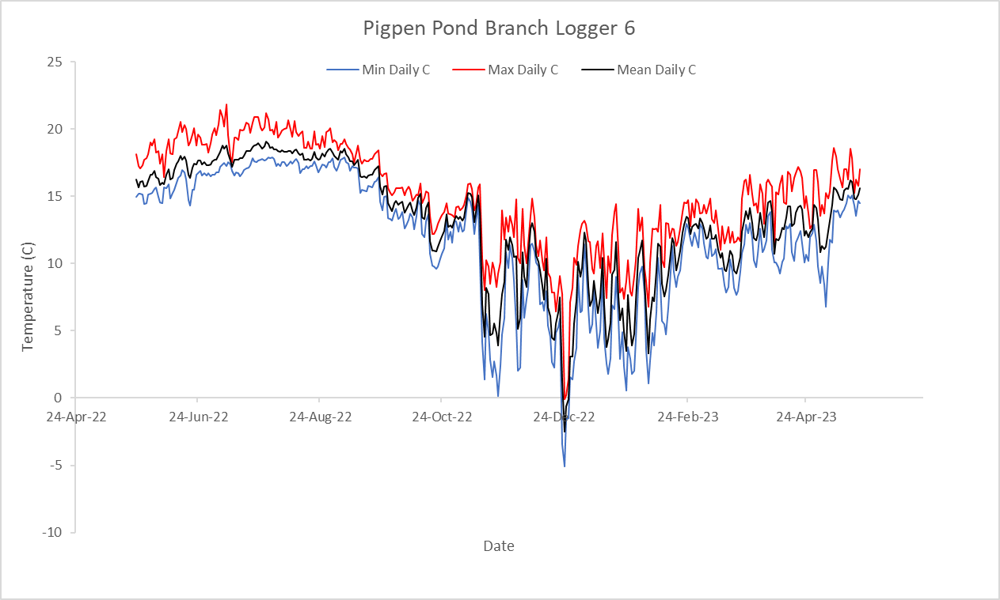 Pigpen Pond Branch Logger 6
Min Daily C Max Daily C Mean Daily C
25
20
15
10
5
0
-5
-10
Temperature (C)
24-Apr-22 24-Jun-22 24-Aug-22 24-Oct-22 24-Dec-22 24-Feb-23 24-Apr-23
Date